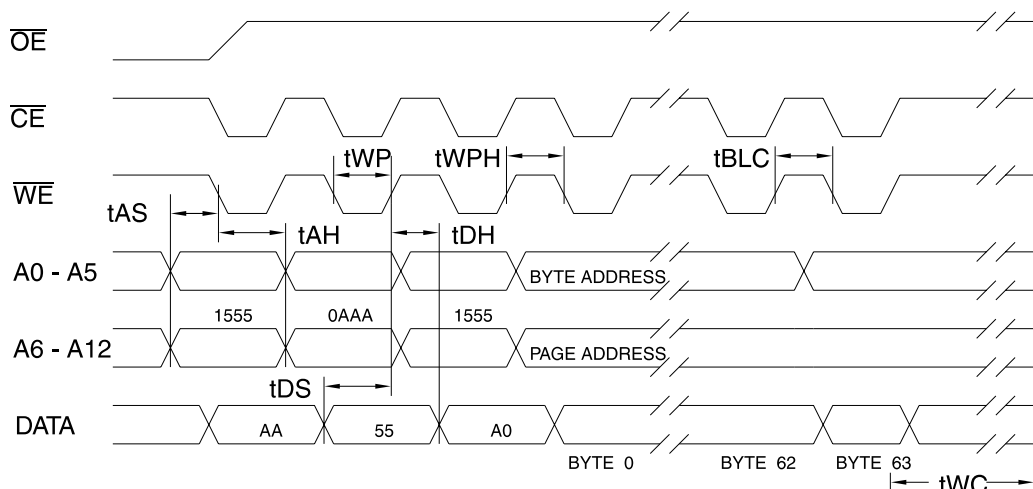 OE
CE
tWP tWPH tBLC
WE
tAS
tAH tDH
A0 - A5 BYTE ADDRESS
1555 0AAA 1555
A6 - A12 PAGE ADDRESS
tDS
DATA AA 55 A0
BYTE 0 BYTE 62 BYTE 63
tWC